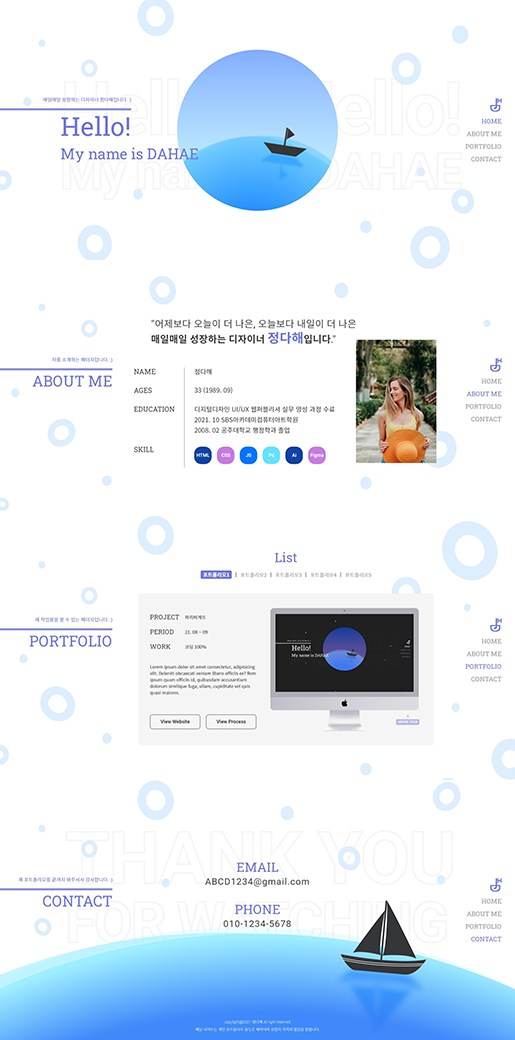 Hello!
My name is DAHAE
매일매일 성장하는 디자이너 정다해입니다. :)
Hello!
My name is DAHAE
HOME
ABOUT ME
PORTFOLIO
CONTACT
"어제보다 오늘이 더 나은, 오늘보다 내일이 더 나은
매일매일 성장하는 디자이너 정다해입니다."
저를 소개하는 페이지입니다. :)
ABOUT ME
NAME 정다해
AGES 33 (1989. 09)
EDUCATION 디지털디자인 UI/UX 웹퍼블리셔 실무 양성 과정 수료
2021. 10 SBS아카데미컴퓨터아트학원
2008. 02 공주대학교 행정학과 졸업
SKILL HTML CSS JS Ps Ai Figma
HOME
ABOUT ME
PORTFOLIO
CONTACT
List
포트폴리오1 | 포트폴리오2 | 포트폴리오3 | 포트폴리오4 | 포트폴리오5
제 작업물을 볼 수 있는 페이지입니다. :)
PORTFOLIO
PROJECT 파리바게뜨
PERIOD 21. 08 - 09
WORK 코딩 100%
Lorem ipsum dolor sit amet consectetur, adipisicing
elit. Deleniti obcaecati veniam libero officiis ex? Rem
ipsum quam officiis id, quibusdam accusantium
dolorum similique fuga, ullam, cupiditate vel quis
quasi maiores.
View Website View Process
Hello!
My name is DAHAE
HOME
ABOUT ME
PORTFOLIO
CONTACT
THANK YOU
FOR WATCHING
제 포트폴리오를 끝까지 봐주셔서 감사합니다. :)
CONTACT
EMAIL
ABCD1234@gmail.com
PHONE
010-1234-5678
HOME
ABOUT ME
PORTFOLIO
CONTACT